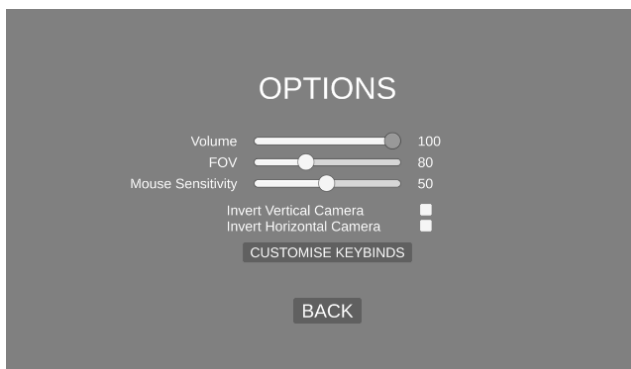 OPTIONS
Volume 100
FOV 80
Mouse Sensitivity 50
Invert Vertical Camera
Invert Horizontal Camera
CUSTOMISE KEYBINDS
BACK